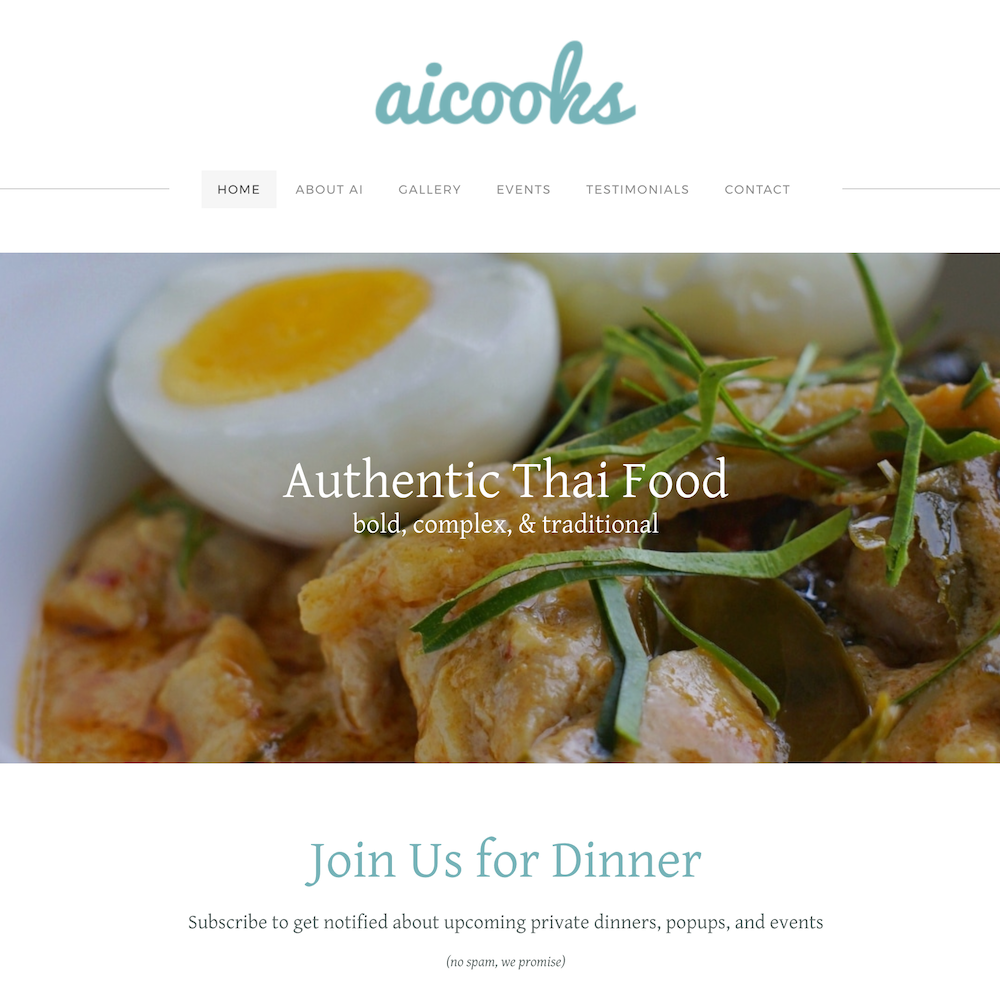 aicooks
HOME ABOUT AI GALLERY EVENTS TESTIMONIALS CONTACT
Authentic Thai Food
bold, complex, & traditional
Join Us for Dinner
Subscribe to get notified about upcoming private dinners, popups, and events
(no spam, we promise)